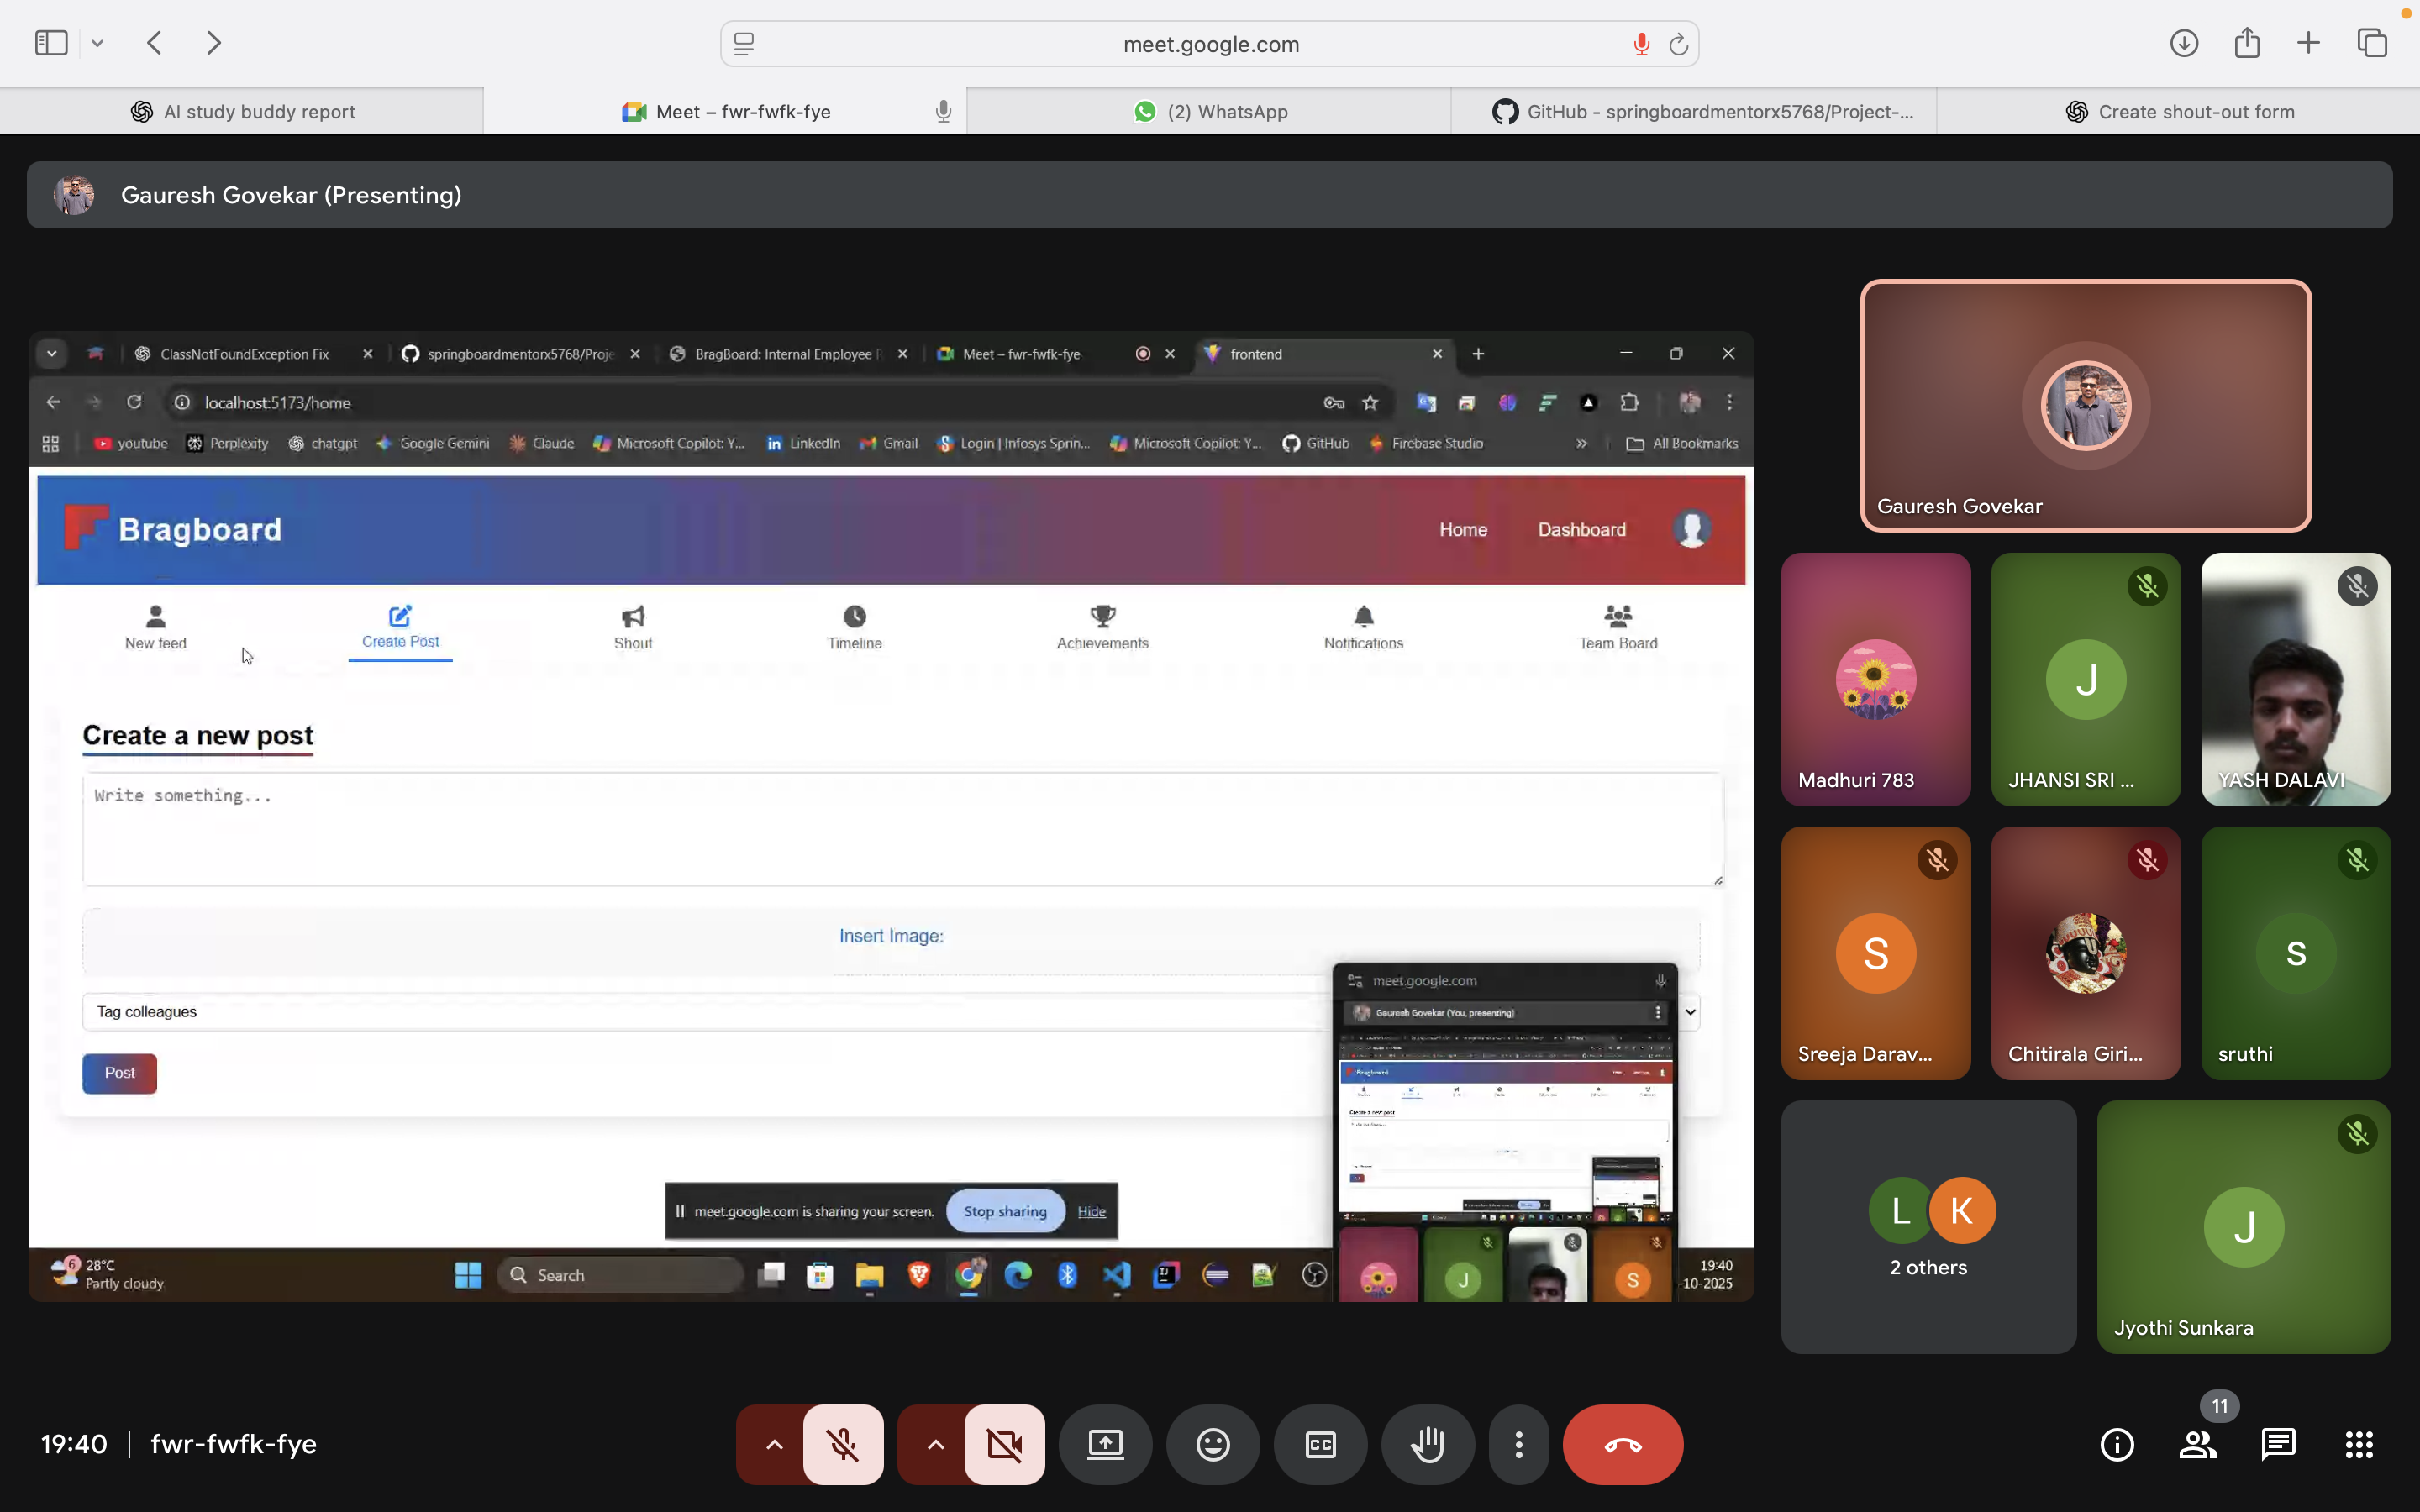 meet.google.com
AI study buddy report
Meet – fwr-fwfk-fye
(2) WhatsApp
GitHub - springboardmentorx5768/Project-...
Create shout-out form
Gauresh Govekar (Presenting)
ClassNotFoundException Fix
springboardmentorx5768/Proje
BragBoard: Internal Employee R
Meet – fwr-fwfk-fye
frontend
localhost:5173/home
youtube
Perplexity
chatgpt
Google Gemini
Claude
Microsoft Copilot: Y...
LinkedIn
Gmail
Login | Infosys Sprin...
Microsoft Copilot: Y...
GitHub
Firebase Studio
All Bookmarks
Bragboard
Home
Dashboard
New feed
Create Post
Shout
Timeline
Achievements
Notifications
Team Board
Create a new post
Write something...
Insert Image:
Tag colleagues
Post
meet.google.com
Gauresh Govekar (You, presenting)
Bragboard
Create a new post
J
S
meet.google.com is sharing your screen.
Stop sharing
Hide
6
28°C
Partly cloudy
Search
19:40
-10-2025
Gauresh Govekar
Madhuri 783
J
JHANSI SRI ...
YASH DALAVI
S
Sreeja Darav...
Chitirala Giri...
s
sruthi
L
K
2 others
J
Jyothi Sunkara
19:40
fwr-fwfk-fye
CC
11